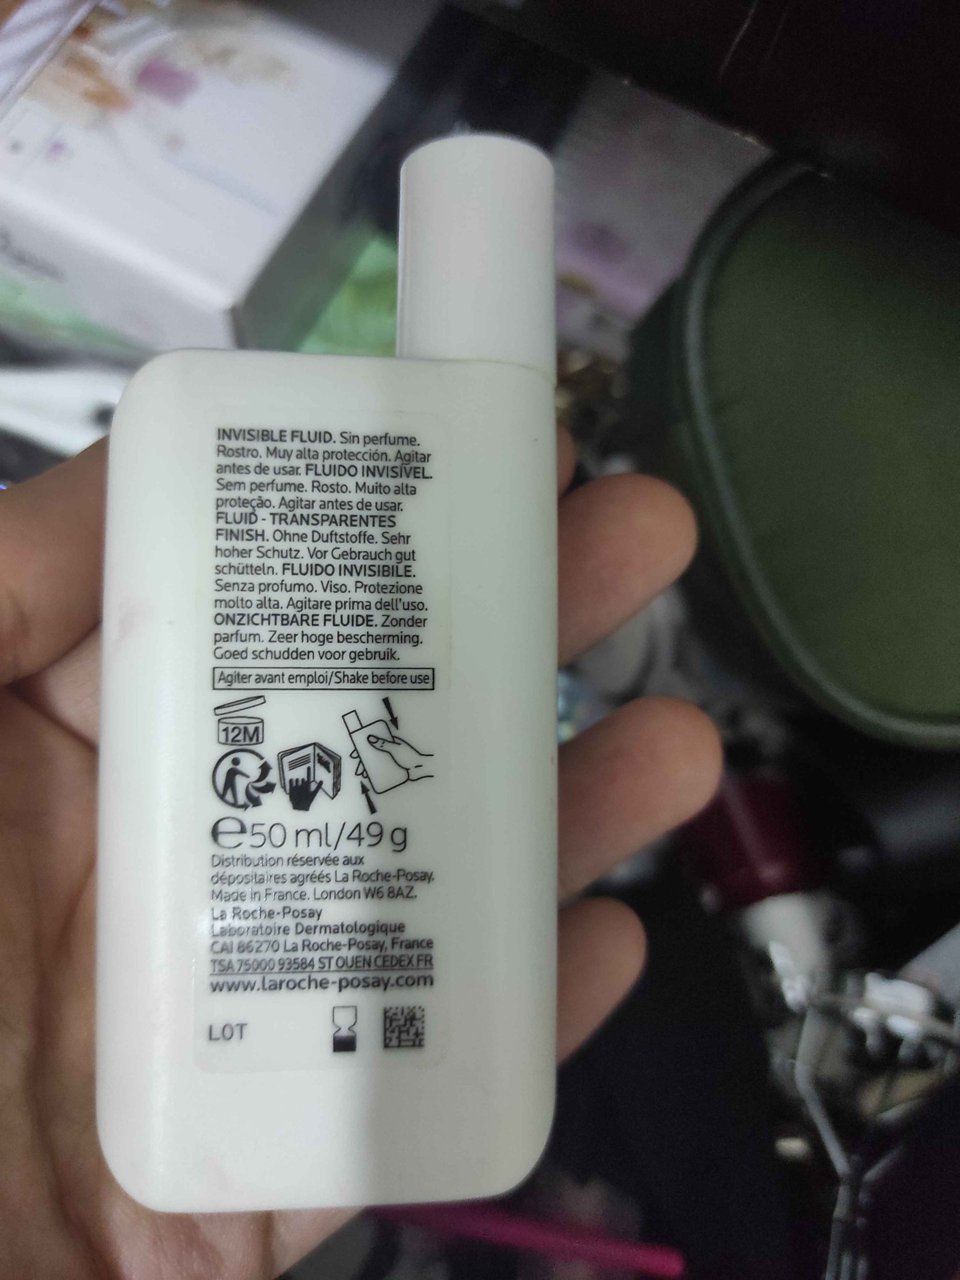 INVISIBLE FLUID. Sin perfume.
Rostro. Muy alta protección. Agitar
antes de usar. FLUIDO INVISÍVEL.
Sem perfume. Rosto. Muito alta
proteção. Agitar antes de usar.
FLUID - TRANSPARENTES
FINISH. Ohne Duftstoffe. Sehr
hoher Schutz. Vor Gebrauch gut
schütteln. FLUIDO INVISIBILE.
Senza profumo. Viso. Protezione
molto alta. Agitare prima dell'uso.
ONZICHTBARE FLUIDE. Zonder
parfum. Zeer hoge bescherming.
Goed schudden voor gebruik.
Agiter avant emploi/Shake before use
12M
e50 ml/49 g
Distribution réservée aux
dépositaires agréés La Roche-Posay.
Made in France. London W6 8AZ.
La Roche-Posay
Laboratoire Dermatologique
CAI 86270 La Roche-Posay, France
TSA 75000 93584 ST OUEN CEDEX FR
www.laroche-posay.com
LOT